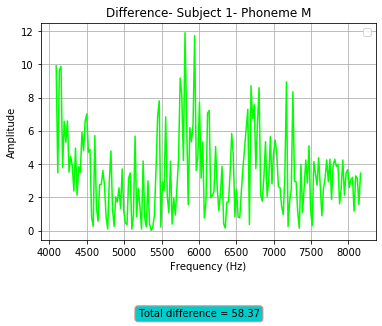 Difference- Subject 1- Phoneme M
12
10
8
6
4
2
0
Amplitude
4000 4500 5000 5500 6000 6500 7000 7500 8000
Frequency (Hz)
Total difference = 58.37